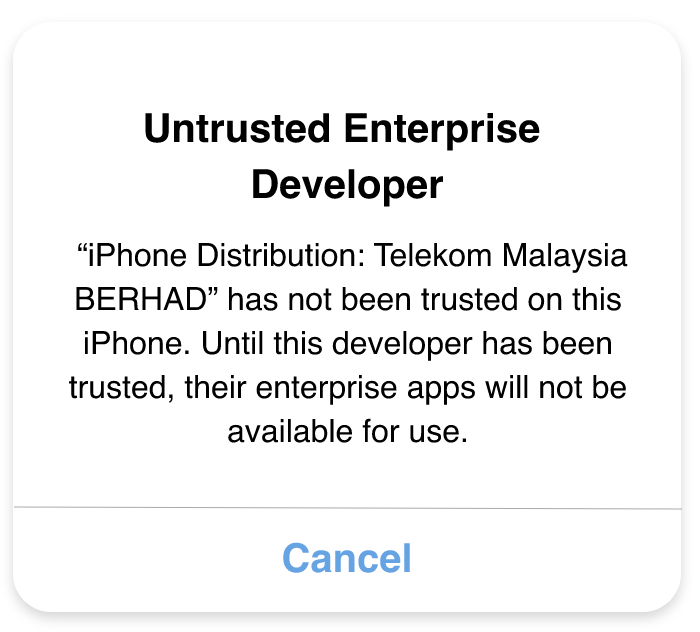 Untrusted Enterprise
Developer
“iPhone Distribution: Telekom Malaysia
BERHAD” has not been trusted on this
iPhone. Until this developer has been
trusted, their enterprise apps will not be
available for use.
Cancel